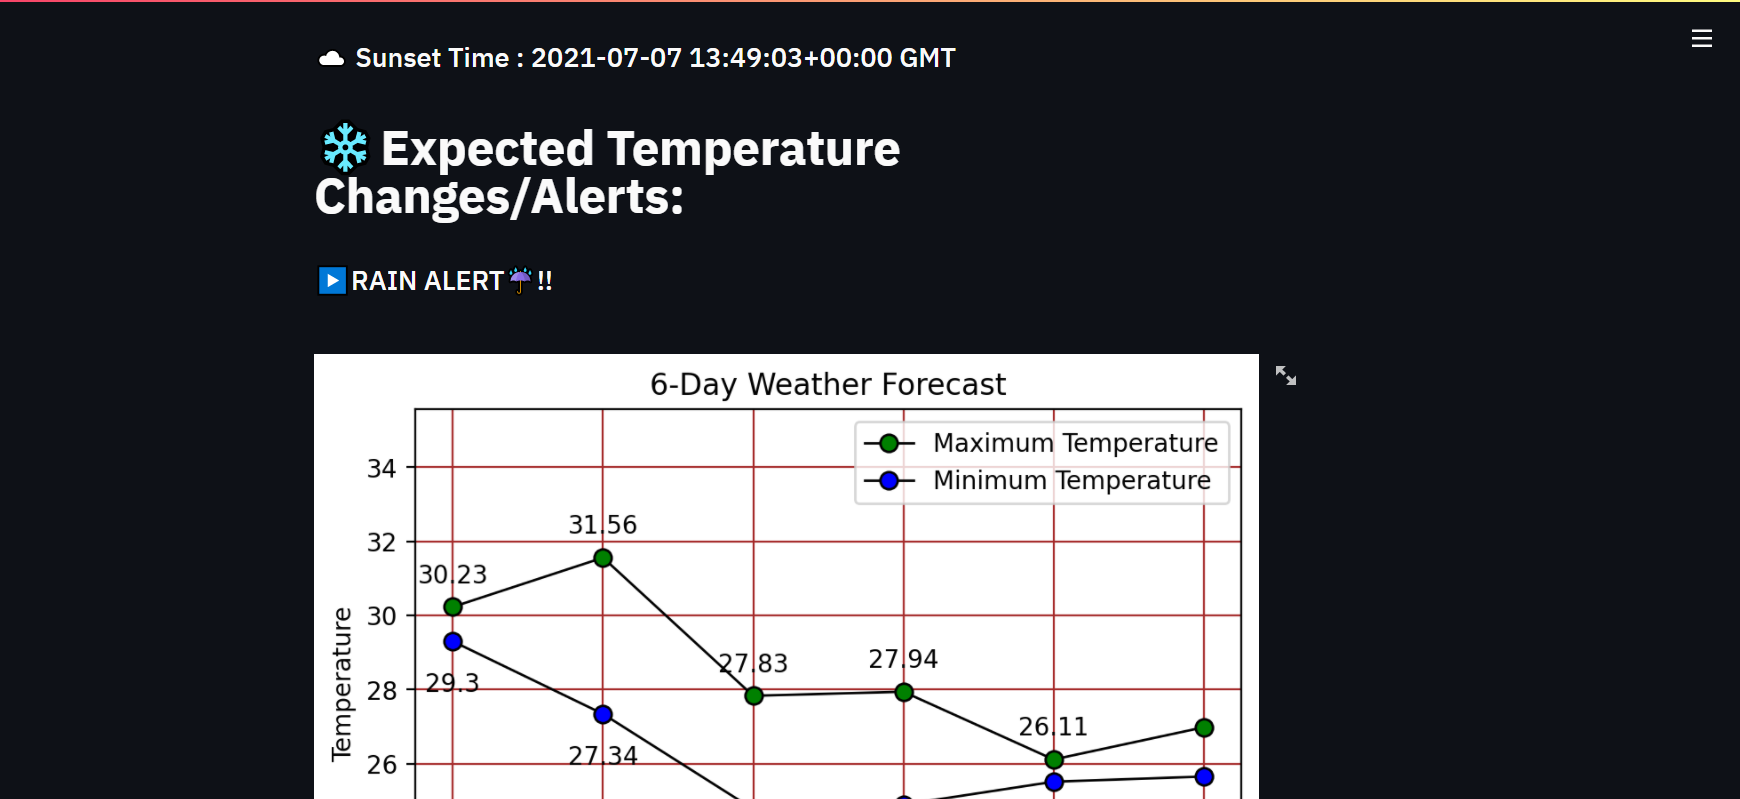 Sunset Time : 2021-07-07 13:49:03+00:00 GMT
Expected Temperature
Changes/Alerts:
RAIN ALERT !!
6-Day Weather Forecast
Maximum Temperature
Minimum Temperature
34
32
30
28
26
Temperature
31.56
30.23
27.83
27.94
29.3
26.11
27.34